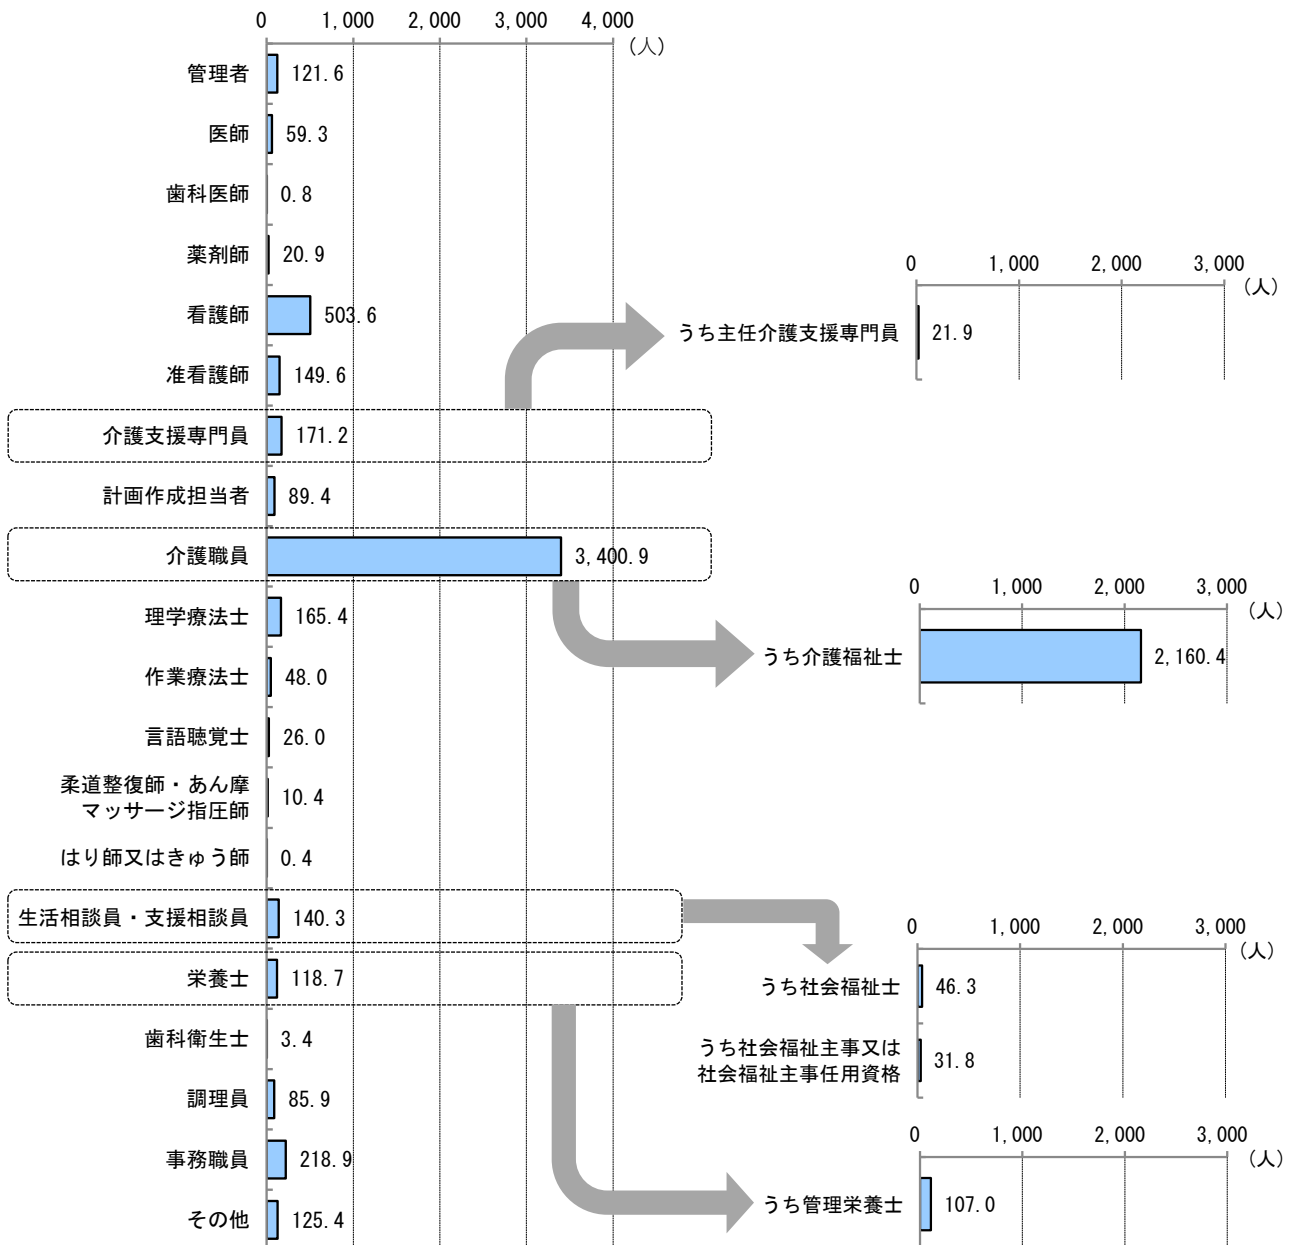 0 1,000 2,000 3,000 4,000
(人)
管理者 121.6
医師 59.3
歯科医師 0.8
薬剤師 20.9
看護師 503.6
准看護師 149.6
介護支援専門員 171.2
計画作成担当者 89.4
介護職員 3,400.9
理学療法士 165.4
作業療法士 48.0
言語聴覚士 26.0
柔道整復師・あん摩
マッサージ指圧師 10.4
はり師又はきゅう師 0.4
生活相談員・支援相談員 140.3
栄養士 118.7
歯科衛生士 3.4
調理員 85.9
事務職員 218.9
その他 125.4
0 1,000 2,000 3,000
(人)
うち主任介護支援専門員 21.9
0 1,000 2,000 3,000
(人)
うち介護福祉士 2,160.4
0 1,000 2,000 3,000
(人)
うち社会福祉士 46.3
うち社会福祉主事又は
社会福祉主事任用資格 31.8
0 1,000 2,000 3,000
(人)
うち管理栄養士 107.0